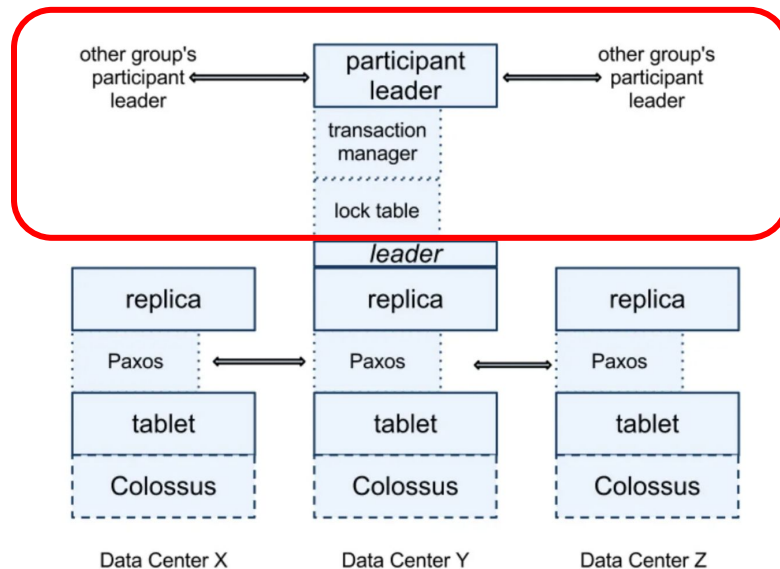 other group's
participant
leader
participant
leader
other group's
participant
leader
transaction
manager
lock table
leader
replica
replica
replica
Paxos
Paxos
Paxos
tablet
tablet
tablet
Colossus
Colossus
Colossus
Data Center X
Data Center Y
Data Center Z